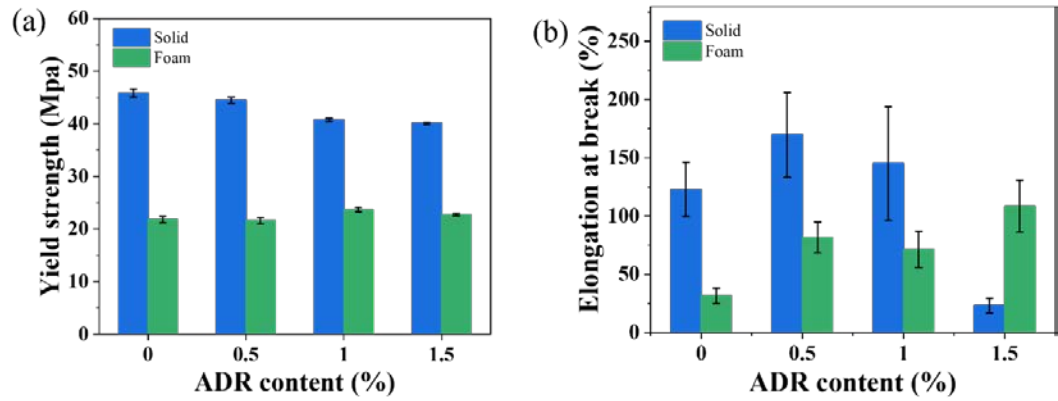 (a)
Yield strength (Mpa)
60
50
40
30
20
10
0
Solid
Foam
0 0.5 1 1.5
ADR content (%)
(b)
Elongation at break (%)
250
200
150
100
50
0
Solid
Foam
0 0.5 1 1.5
ADR content (%)